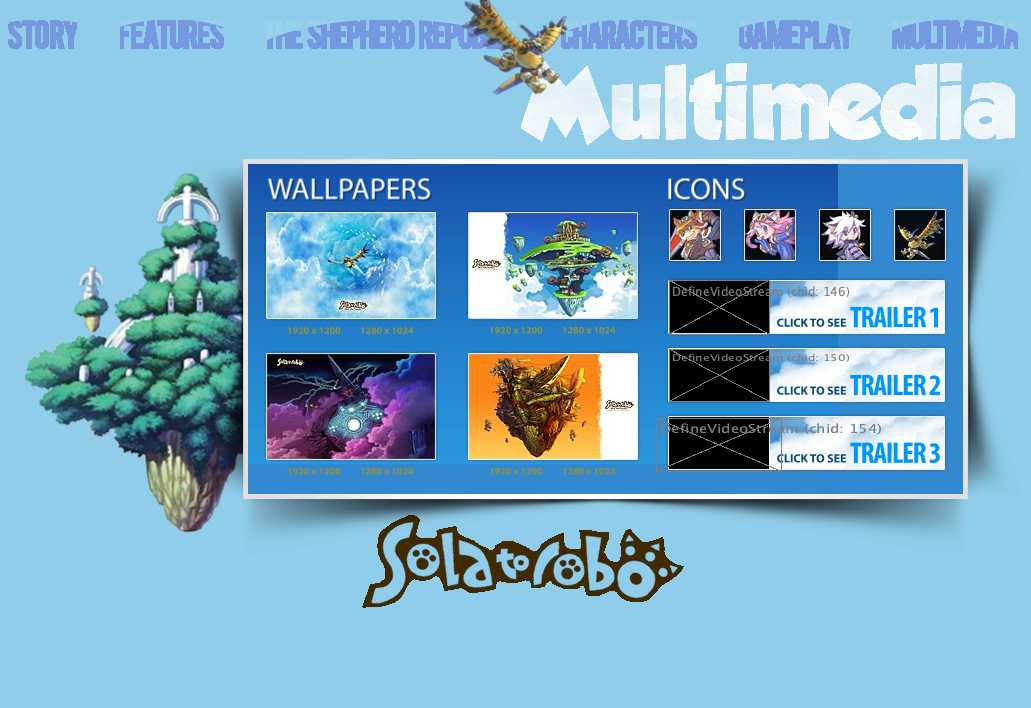 STORY FEATURES THE SHEPHERD CHARACTERS GAMEPLAY MULTIMEDIA
Multimedia
WALLPAPERS
ICONS
1920 x 1200 1280 x 1024
1920 x 1200 1280 x 1024
1920 x 1200 1280 x 1024
1920 x 1200 1280 x 1024
DefineVideoStream (chid: 146)
CLICK TO SEE TRAILER 1
DefineVideoStream (chid: 150)
CLICK TO SEE TRAILER 2
DefineVideoStream (chid: 154)
CLICK TO SEE TRAILER 3
Solatorobo